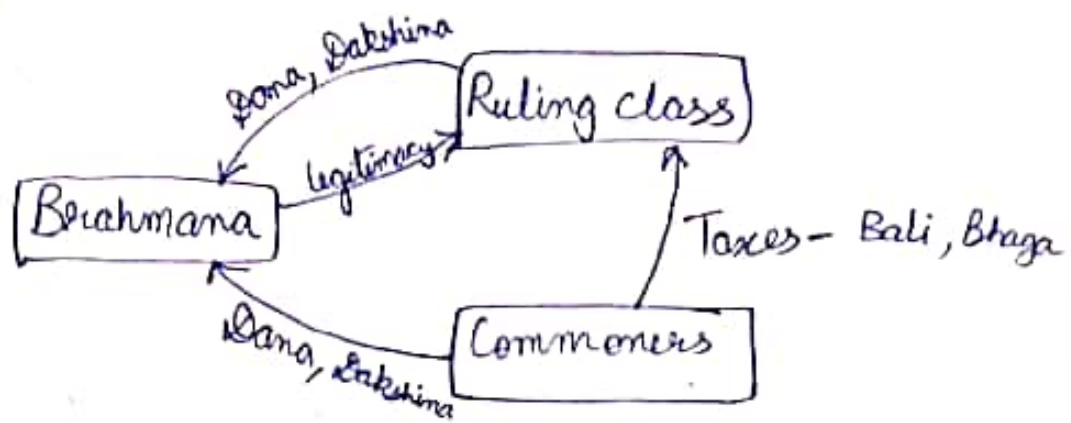 Dana, Dakshina
Ruling class
legitimacy
Brahmana
Taxes - Bali, Bhaga
Commoners
Dana, Dakshina